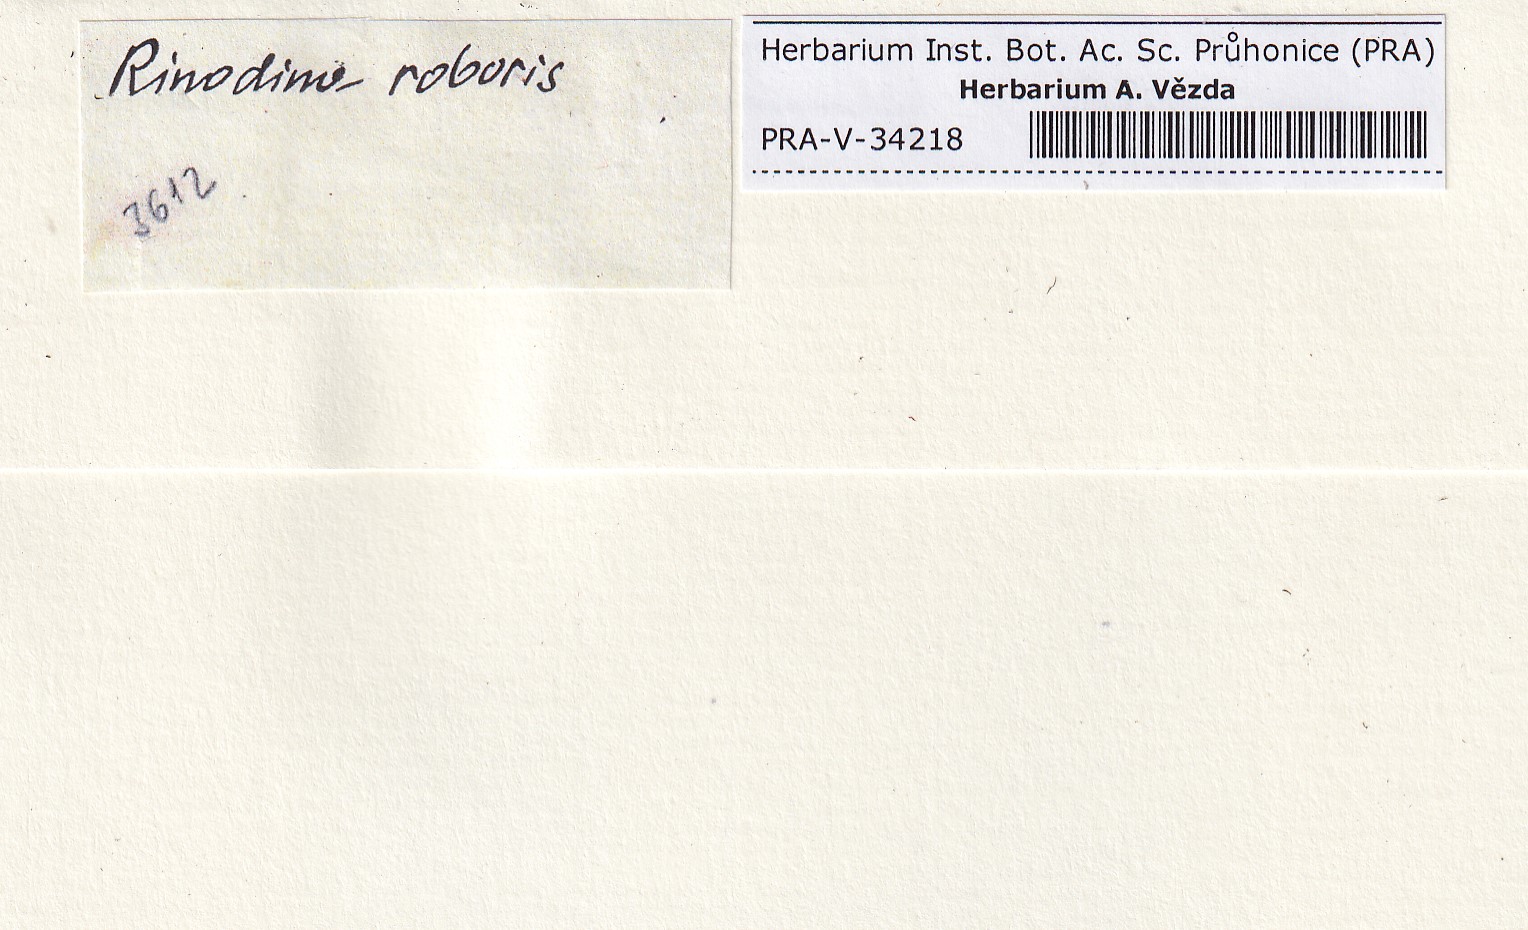 Rinodina roboris
3612
Herbarium Inst. Bot. Ac. Sc. Průhonice (PRA)
Herbarium A. Vězda
PRA-V-34218